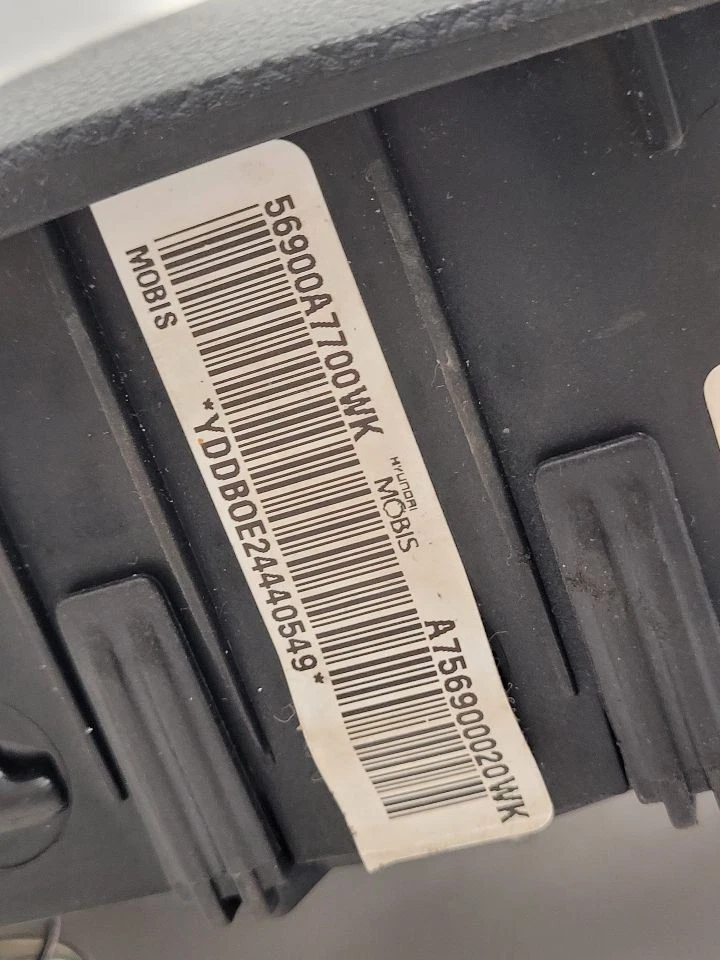 56900A7700WK
HYUNDAI
MOBIS
A756900020WK
MOBIS
*YDDB0E24440549*